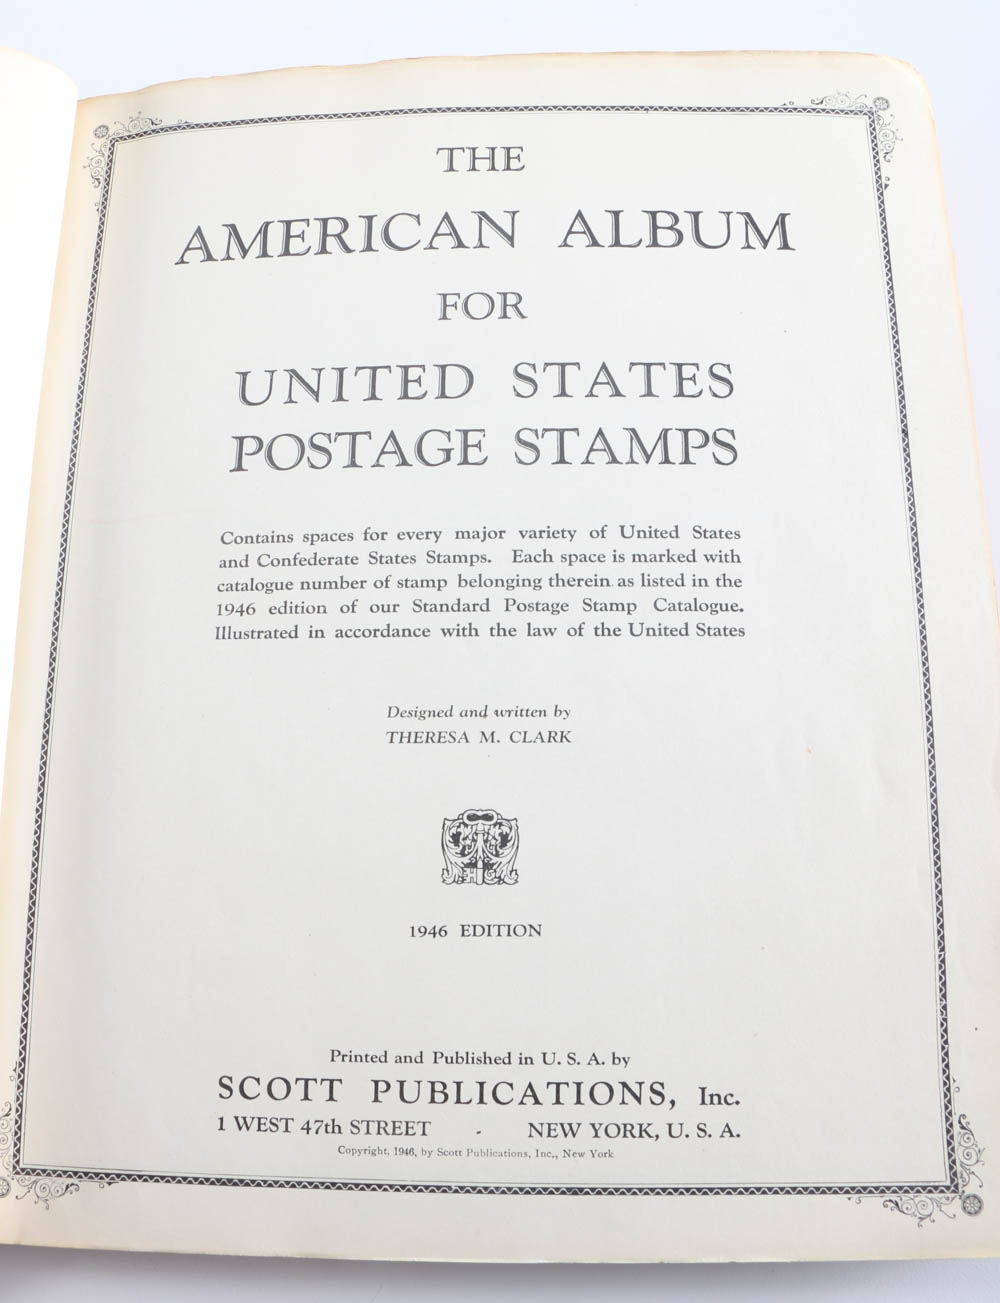 THE
AMERICAN ALBUM
FOR
UNITED STATES
POSTAGE STAMPS
Contains spaces for every major variety of United States
and Confederate States Stamps. Each space is marked with
catalogue number of stamp belonging therein as listed in the
1946 edition of our Standard Postage Stamp Catalogue.
Illustrated in accordance with the law of the United States
Designed and written by
THERESA M. CLARK
1946 EDITION
Printed and Published in U. S. A. by
SCOTT PUBLICATIONS, Inc.
1 WEST 47th STREET - NEW YORK, U. S. A.
Copyright, 1946, by Scott Publications, Inc., New York